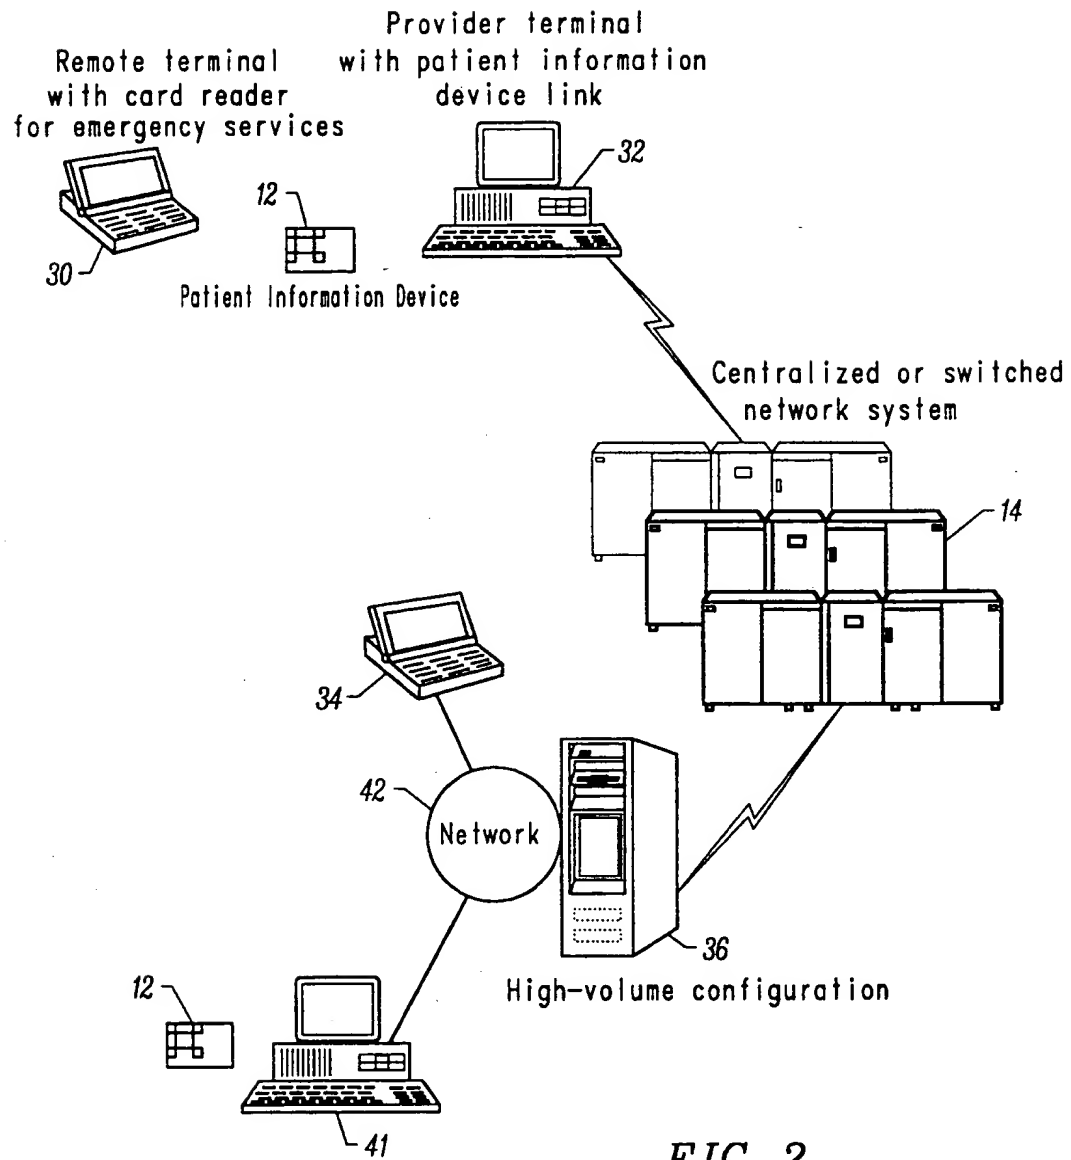 Provider terminal
with patient information
device link
Remote terminal
with card reader
for emergency services
32
12
30
Patient Information Device
Centralized or switched
network system
14
34
42
Network
36
High-volume configuration
12
41
FIG. 2